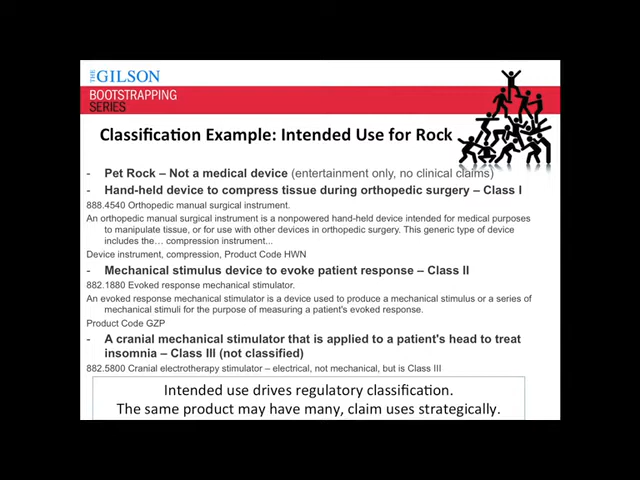 THE GILSON
BOOTSTRAPPING
SERIES
Classification Example: Intended Use for Rock
- Pet Rock – Not a medical device (entertainment only, no clinical claims)
- Hand-held device to compress tissue during orthopedic surgery – Class I
888.4540 Orthopedic manual surgical instrument.
An orthopedic manual surgical instrument is a nonpowered hand-held device intended for medical purposes
to manipulate tissue, or for use with other devices in orthopedic surgery. This generic type of device
includes the… compression instrument...
Device instrument, compression, Product Code HWN
- Mechanical stimulus device to evoke patient response – Class II
882.1880 Evoked response mechanical stimulator.
An evoked response mechanical stimulator is a device used to produce a mechanical stimulus or a series of
mechanical stimuli for the purpose of measuring a patient's evoked response.
Product Code GZP
- A cranial mechanical stimulator that is applied to a patient's head to treat
insomnia – Class III (not classified)
882.5800 Cranial electrotherapy stimulator – electrical, not mechanical, but is Class III
Intended use drives regulatory classification.
The same product may have many, claim uses strategically.